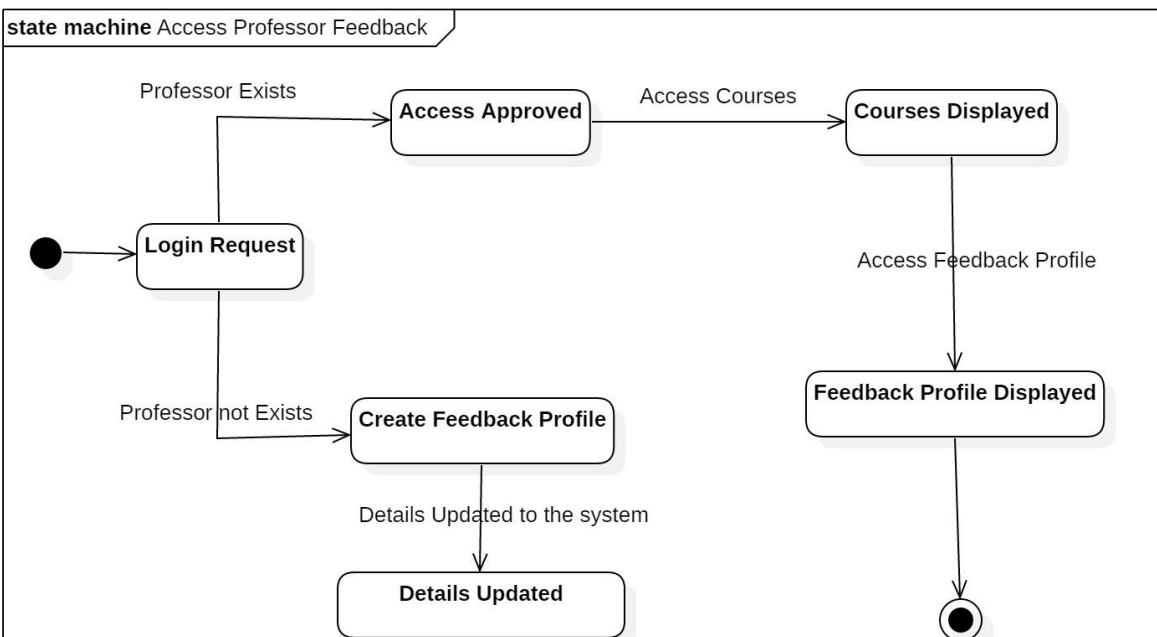 state machine Access Professor Feedback
Professor Exists
Access Approved
Access Courses
Courses Displayed
Login Request
Access Feedback Profile
Professor not Exists
Create Feedback Profile
Feedback Profile Displayed
Details Updated to the system
Details Updated